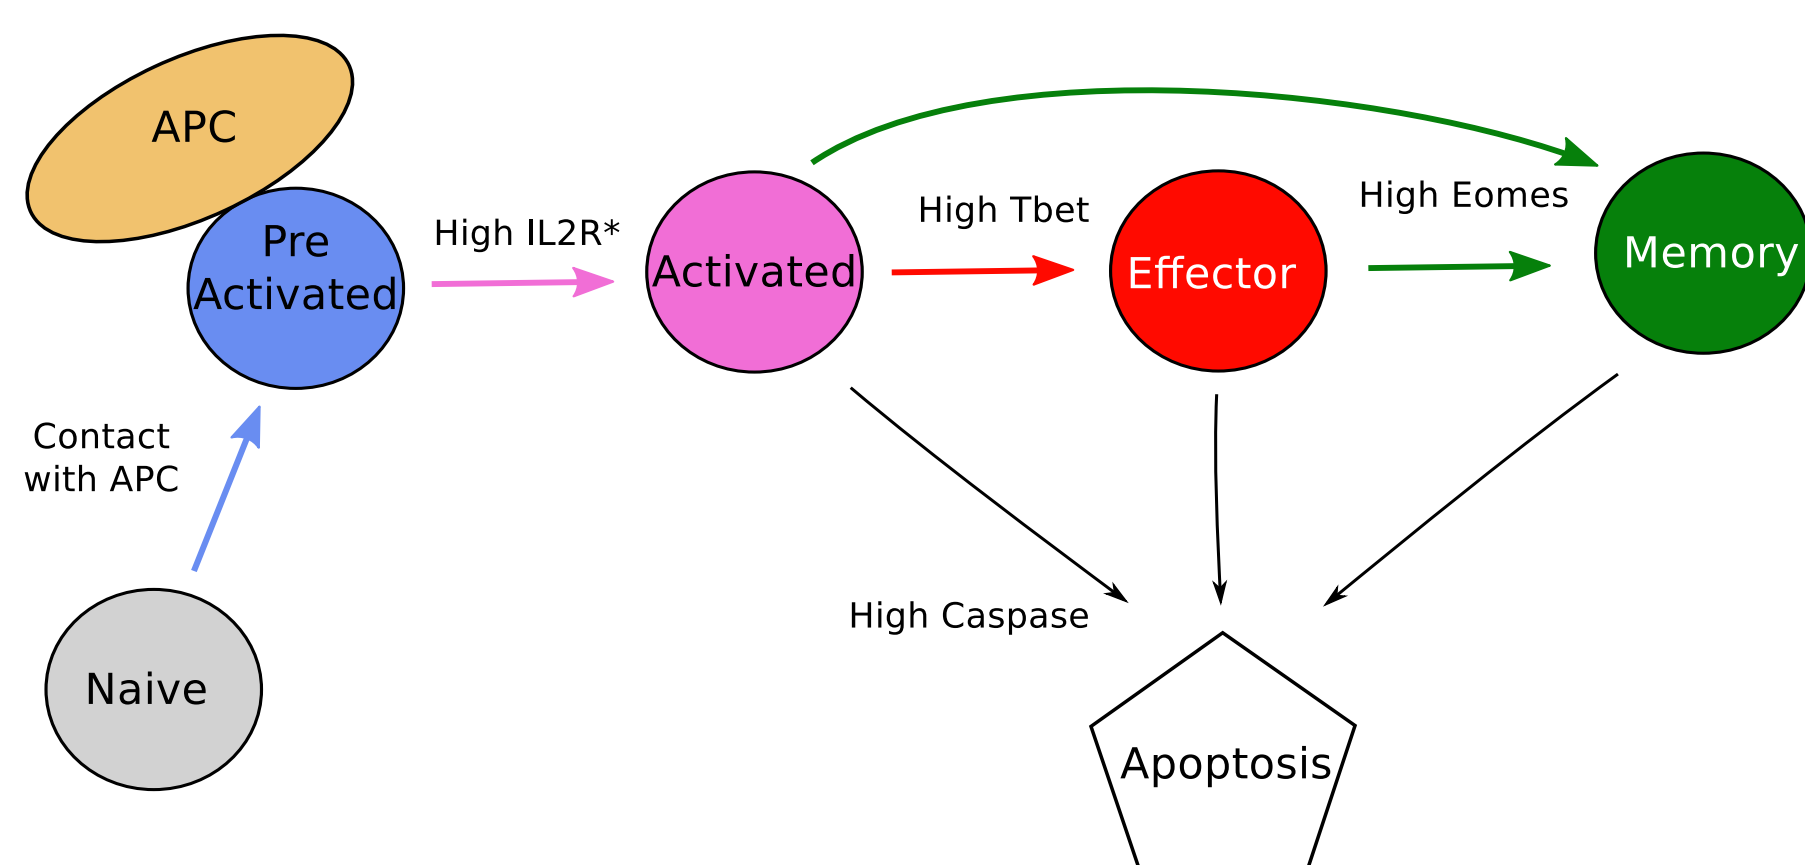 APC
Pre
Activated
High IL2R*
Activated
High Tbet
Effector
High Eomes
Memory
Contact
with APC
High Caspase
Naive
Apoptosis